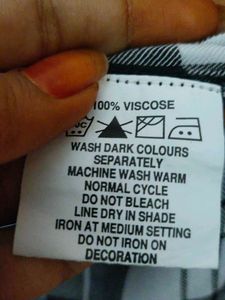 100% VISCOSE
WASH DARK COLOURS
SEPARATELY
MACHINE WASH WARM
NORMAL CYCLE
DO NOT BLEACH
LINE DRY IN SHADE
IRON AT MEDIUM SETTING
DO NOT IRON ON
DECORATION